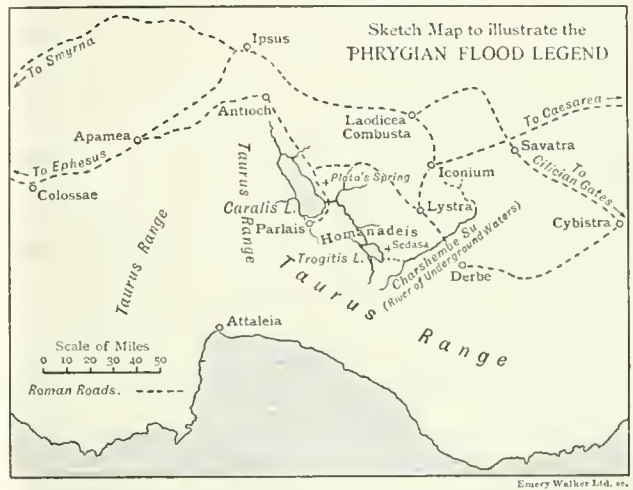 Sketch Map to illustrate the
PHRYGIAN FLOOD LEGEND
Ipsus
To Smyrna
Antioch
Laodicea
Combusta
To Caesarea
Apamea
Savatra
To Ephesus
Taurus Range
Plato's Spring
Iconium
To
Cilician Gates
Colossae
Caralis L.
Lystra
Parlais
Homanadeis
Cybistra
Taurus Range
Trogitis L.
Sedasa
Charshembe Su
(River of Underground Waters)
Derbe
Taurus Range
Attaleia
Scale of Miles
0 10 20 30 40 50
Roman Roads.
Emery Walker Ltd. sc.